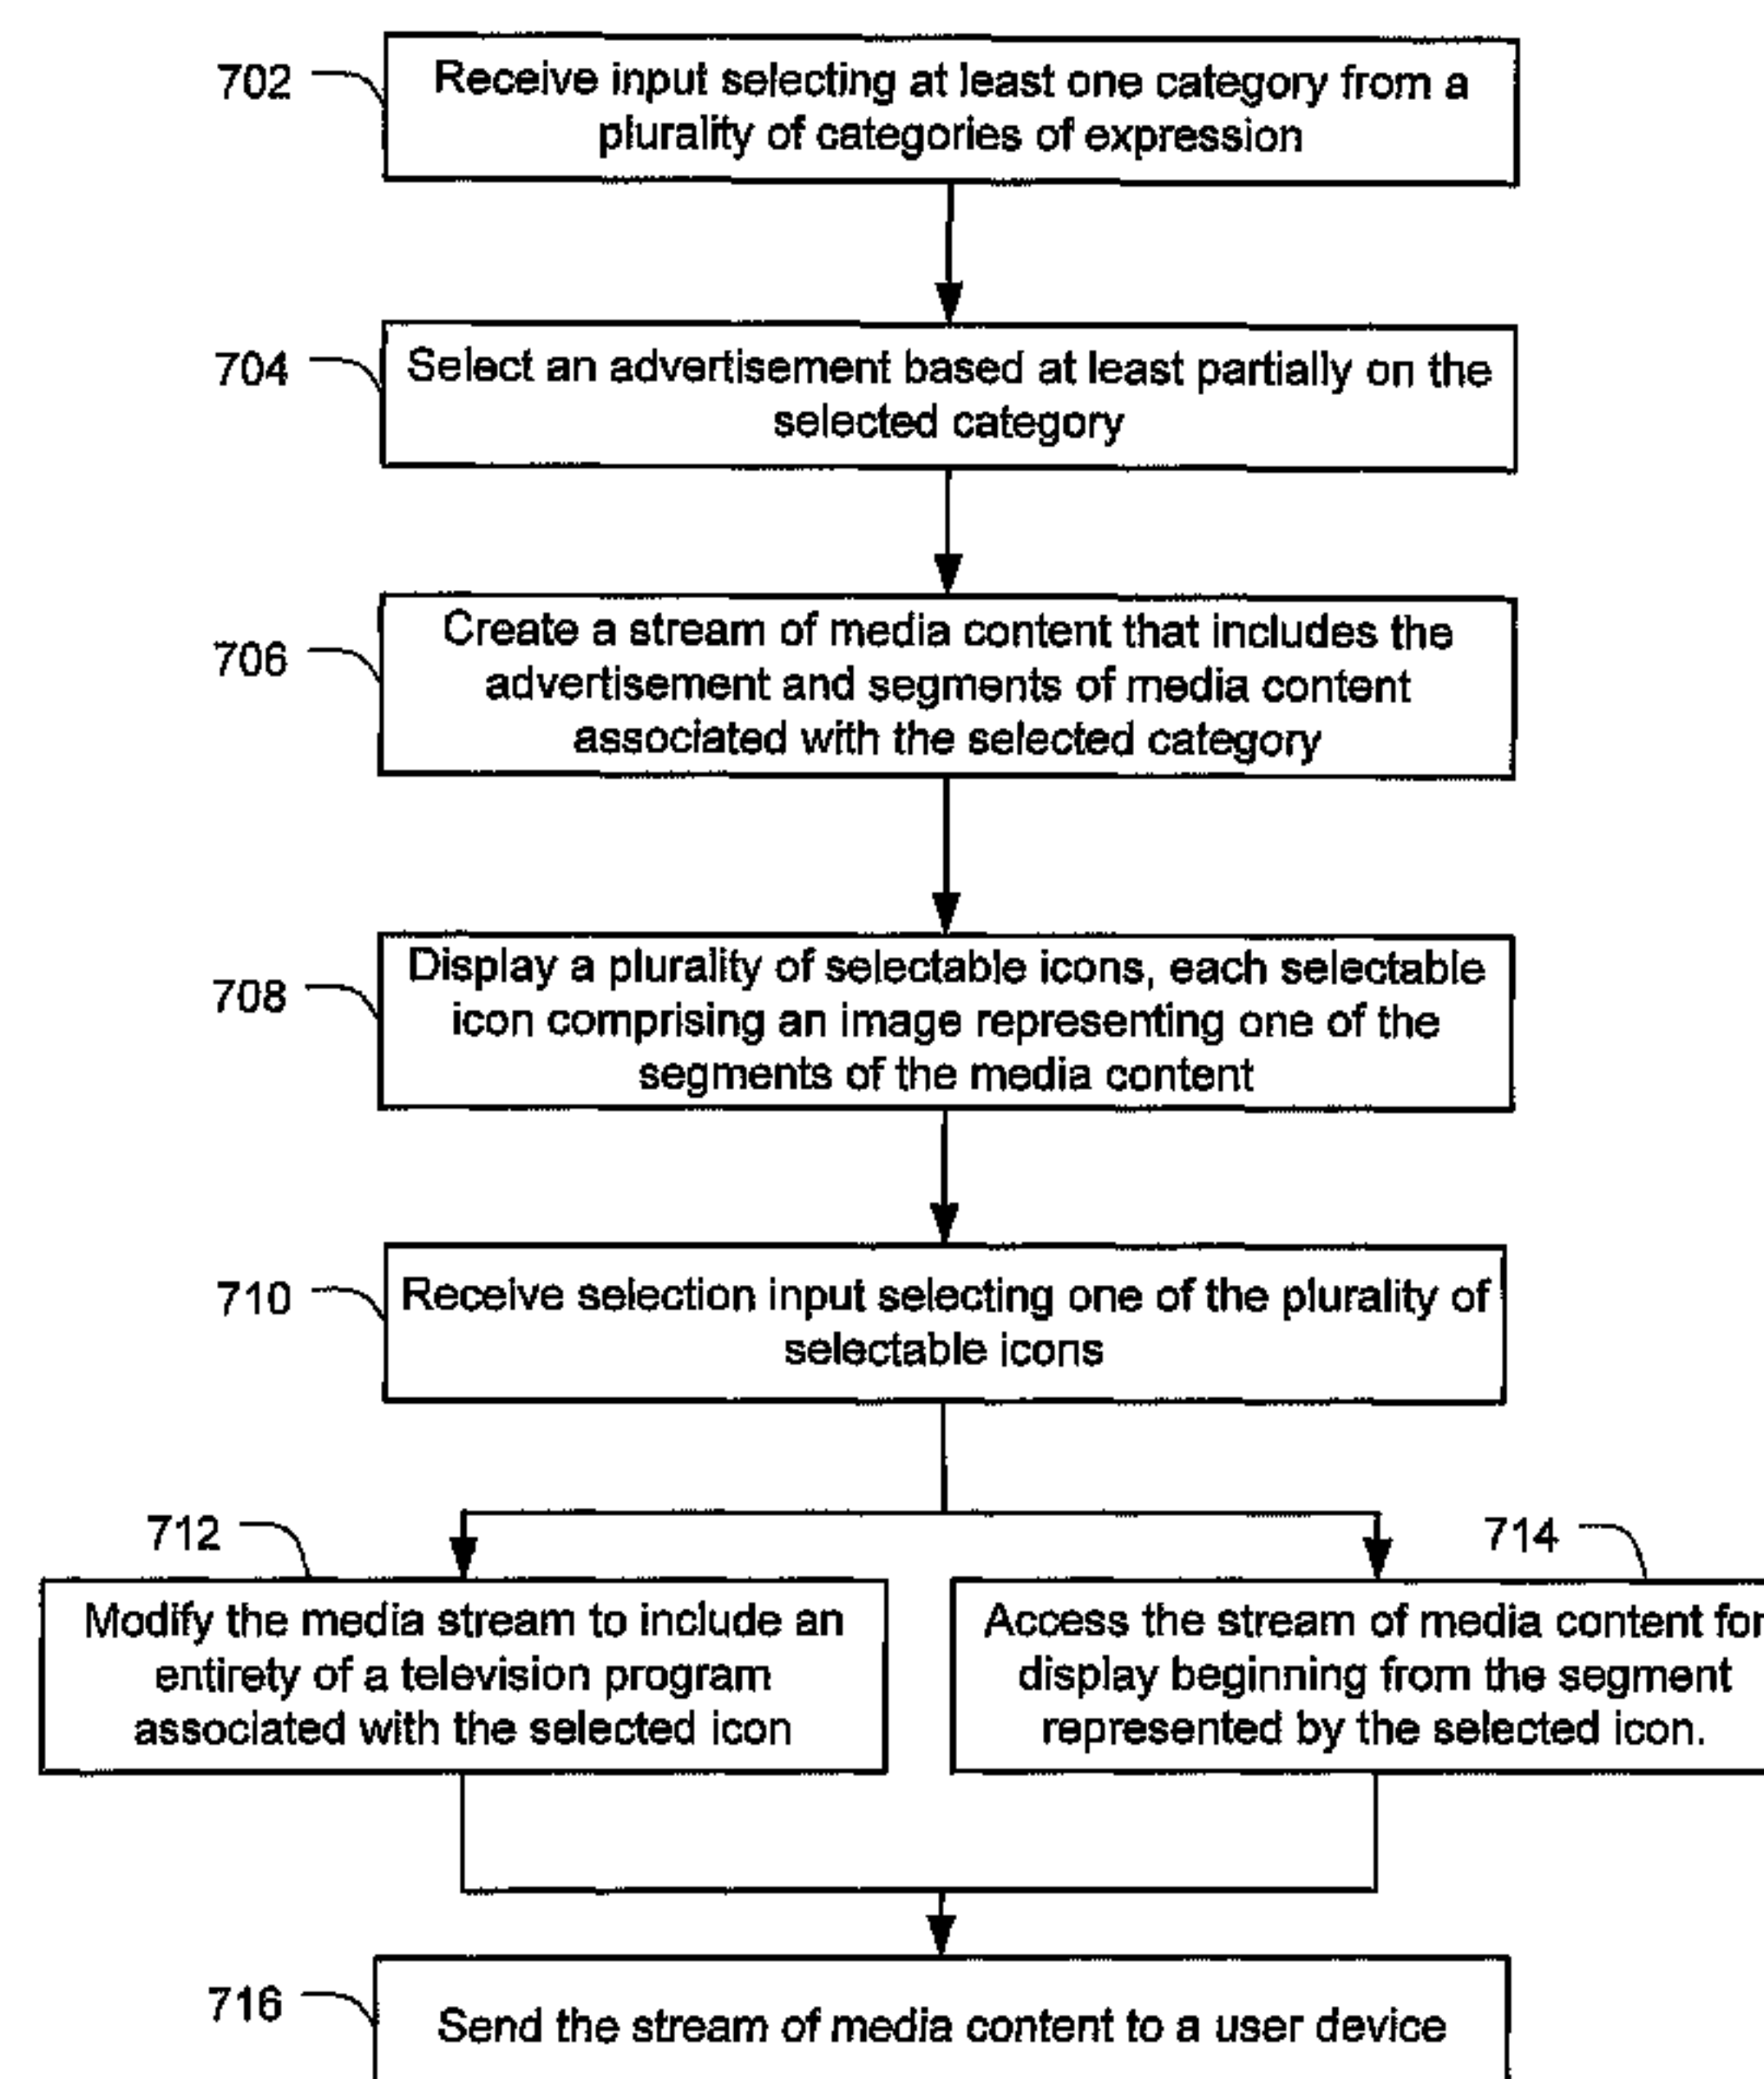 702
Receive input selecting at least one category from a
plurality of categories of expression
704
Select an advertisement based at least partially on the
selected category
706
Create a stream of media content that includes the
advertisement and segments of media content
associated with the selected category
708
Display a plurality of selectable icons, each selectable
icon comprising an image representing one of the
segments of the media content
710
Receive selection input selecting one of the plurality of
selectable icons
712
Modify the media stream to include an
entirety of a television program
associated with the selected icon
714
Access the stream of media content for
display beginning from the segment
represented by the selected icon.
716
Send the stream of media content to a user device